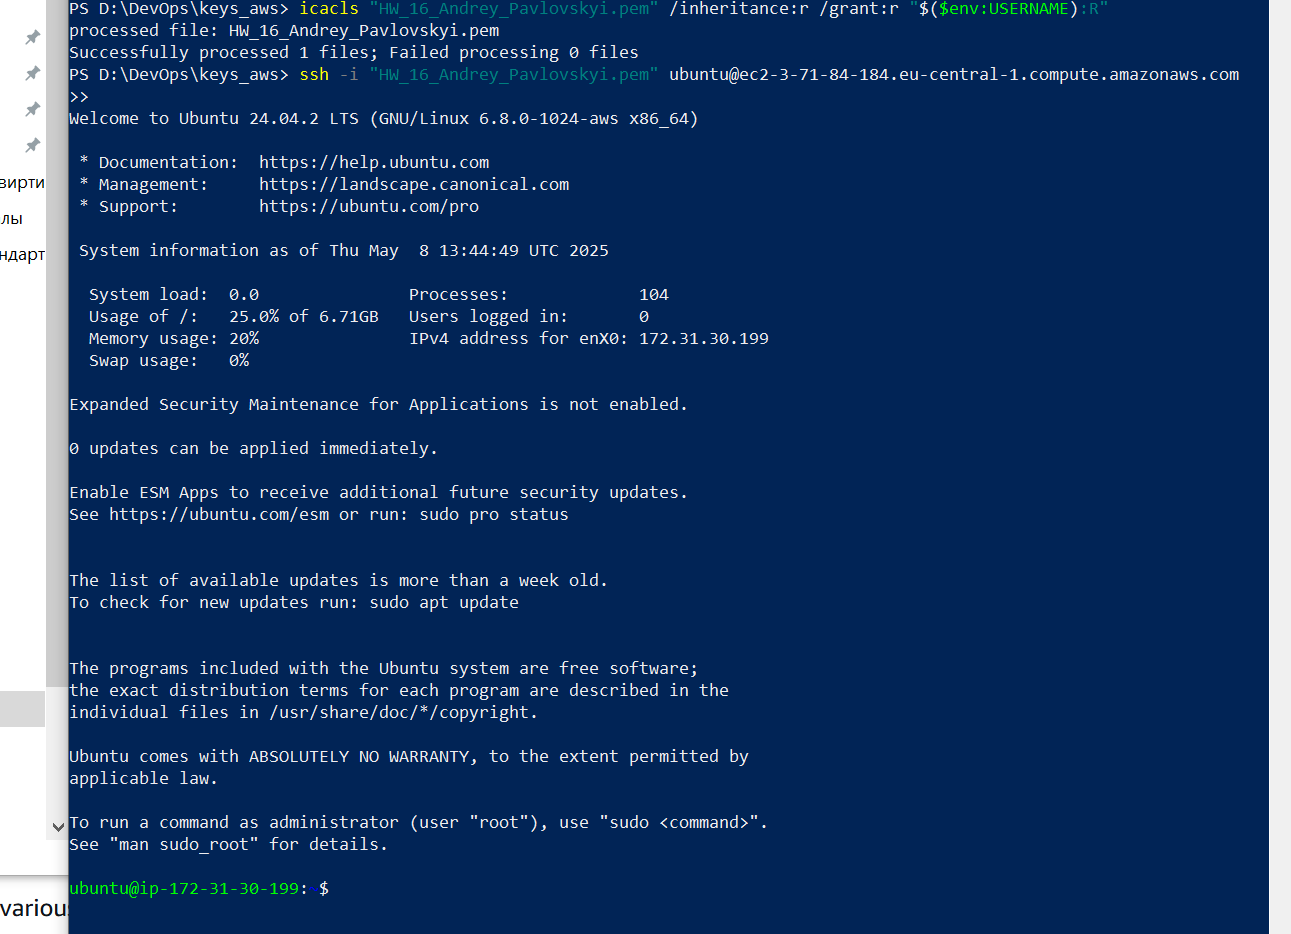 PS D:\DevOps\keys_aws> icacls "HW_16_Andrey_Pavlovskyi.pem" /inheritance:r /grant:r "$($env:USERNAME):R"
processed file: HW_16_Andrey_Pavlovskyi.pem
Successfully processed 1 files; Failed processing 0 files
PS D:\DevOps\keys_aws> ssh -i "HW_16_Andrey_Pavlovskyi.pem" ubuntu@ec2-3-71-84-184.eu-central-1.compute.amazonaws.com
>>
Welcome to Ubuntu 24.04.2 LTS (GNU/Linux 6.8.0-1024-aws x86_64)
* Documentation:  https://help.ubuntu.com
* Management:     https://landscape.canonical.com
* Support:        https://ubuntu.com/pro
System information as of Thu May  8 13:44:49 UTC 2025
System load:  0.0               Processes:             104
Usage of /:   25.0% of 6.71GB   Users logged in:       0
Memory usage: 20%               IPv4 address for enX0: 172.31.30.199
Swap usage:   0%
Expanded Security Maintenance for Applications is not enabled.
0 updates can be applied immediately.
Enable ESM Apps to receive additional future security updates.
See https://ubuntu.com/esm or run: sudo pro status
The list of available updates is more than a week old.
To check for new updates run: sudo apt update
The programs included with the Ubuntu system are free software;
the exact distribution terms for each program are described in the
individual files in /usr/share/doc/*/copyright.
Ubuntu comes with ABSOLUTELY NO WARRANTY, to the extent permitted by
applicable law.
To run a command as administrator (user "root"), use "sudo <command>".
See "man sudo_root" for details.
ubuntu@ip-172-31-30-199:~$
вирти
лы
ндарт
various